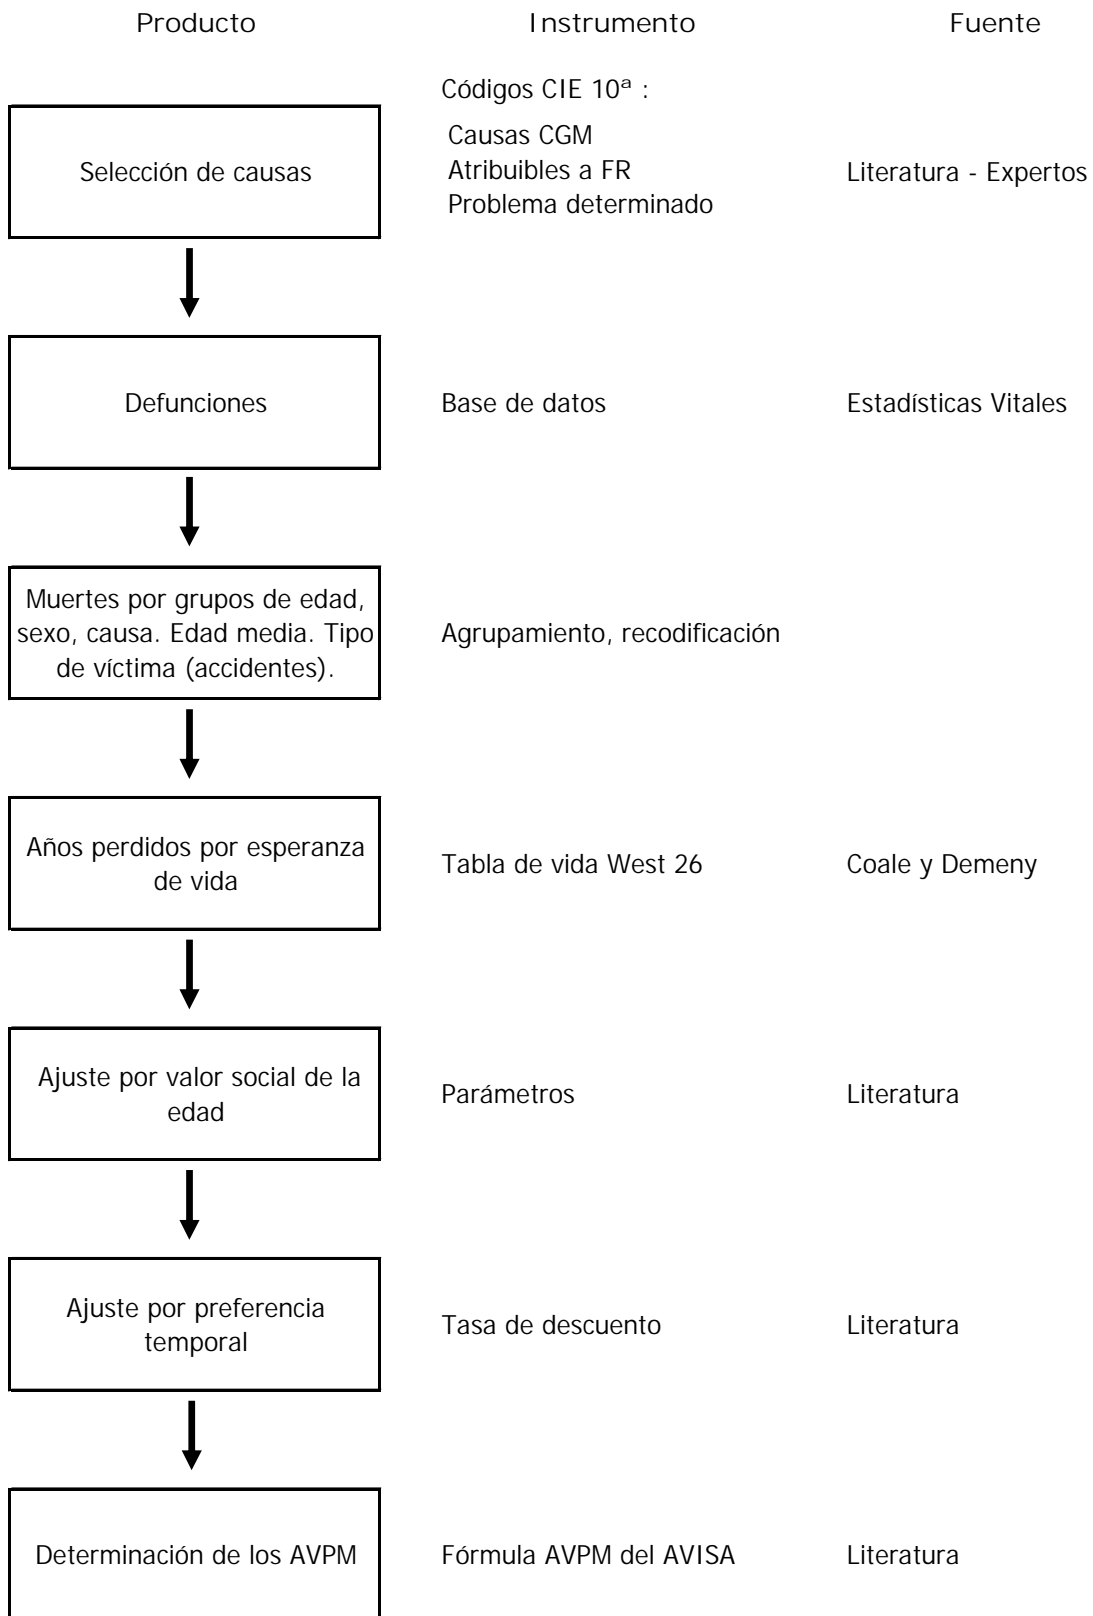 Producto
Instrumento
Fuente
Códigos CIE 10ª :
Causas CGM
Atribuibles a FR
Problema determinado
Selección de causas
Literatura - Expertos
Defunciones
Base de datos
Estadísticas Vitales
Muertes por grupos de edad,
sexo, causa. Edad media. Tipo
de víctima (accidentes).
Agrupamiento, recodificación
Años perdidos por esperanza
de vida
Tabla de vida West 26
Coale y Demeny
Ajuste por valor social de la
edad
Parámetros
Literatura
Ajuste por preferencia
temporal
Tasa de descuento
Literatura
Determinación de los AVPM
Fórmula AVPM del AVISA
Literatura